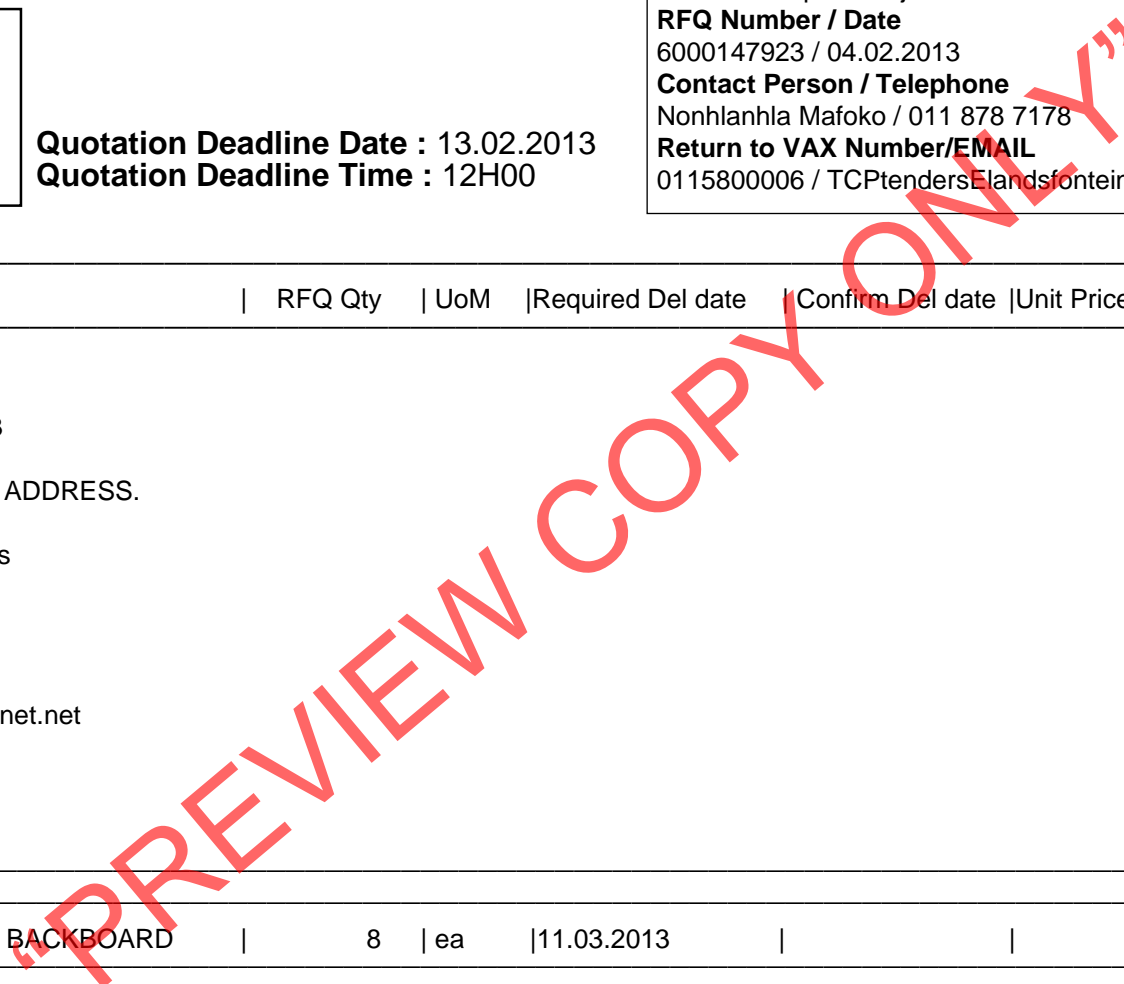 RFQ Number / Date
6000147923 / 04.02.2013
Contact Person / Telephone
Nonhlanhla Mafoko / 011 878 7178
Return to VAX Number/EMAIL
0115800006 / TCPtendersElandsfontein
Quotation Deadline Date : 13.02.2013
Quotation Deadline Time : 12H00
| RFQ Qty | UoM |Required Del date | Confirm Del date |Unit Price
ADDRESS.
s
net.net
BACKBOARD | 8 | ea |11.03.2013 | |
“PREVIEW COPY ONLY”